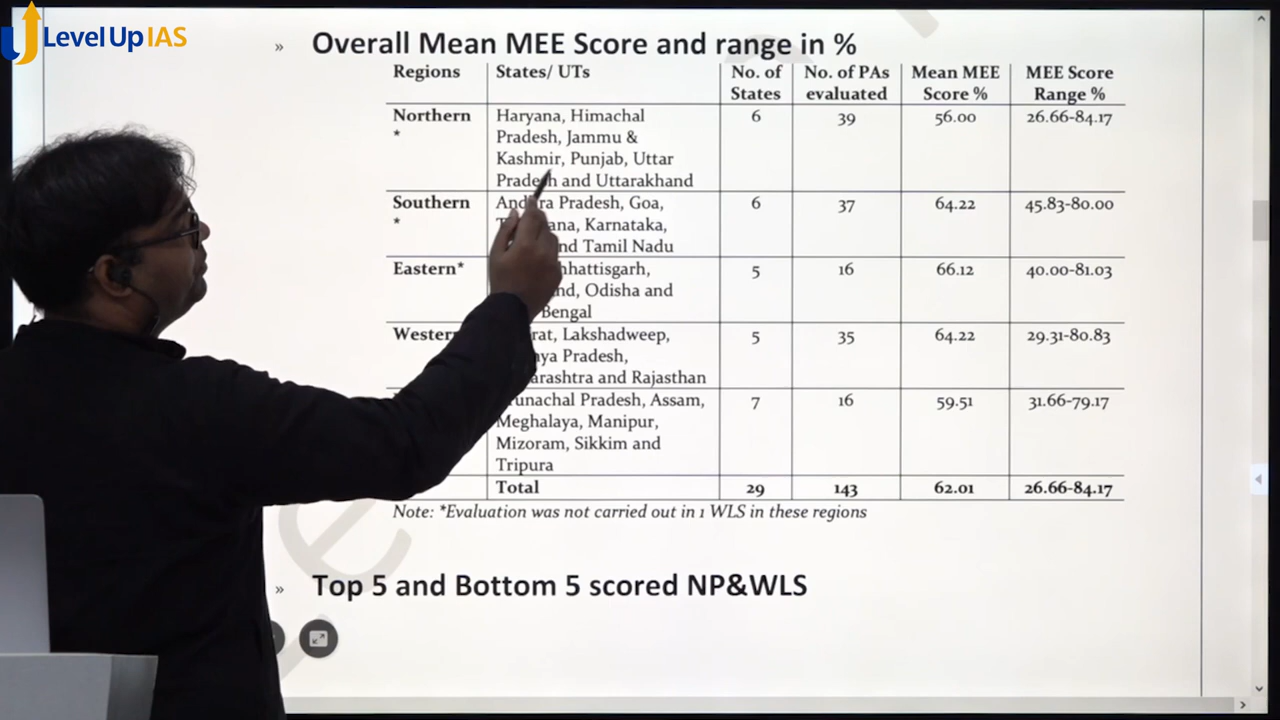 Level Up IAS
» Overall Mean MEE Score and range in %
Regions States/ UTs No. of States No. of PAs evaluated Mean MEE Score % MEE Score Range %
Northern * Haryana, Himachal 6 39 56.00 26.66-84.17
Pradesh, Jammu &
Kashmir, Punjab, Uttar
Pradesh and Uttarakhand
Southern * Pradesh, Goa, 6 37 64.22 45.83-80.00
Karnataka,
Tamil Nadu
Eastern* 5 16 66.12 40.00-81.03
Odisha and
Bengal
Lakshadweep, 5 35 64.22 29.31-80.83
Pradesh,
and Rajasthan
Pradesh, Assam, 7 16 59.51 31.66-79.17
Meghalaya, Manipur,
Mizoram, Sikkim and
Tripura
Total 29 143 62.01 26.66-84.17
Note: *Evaluation was not carried out in 1 WLS in these regions
» Top 5 and Bottom 5 scored NP&WLS